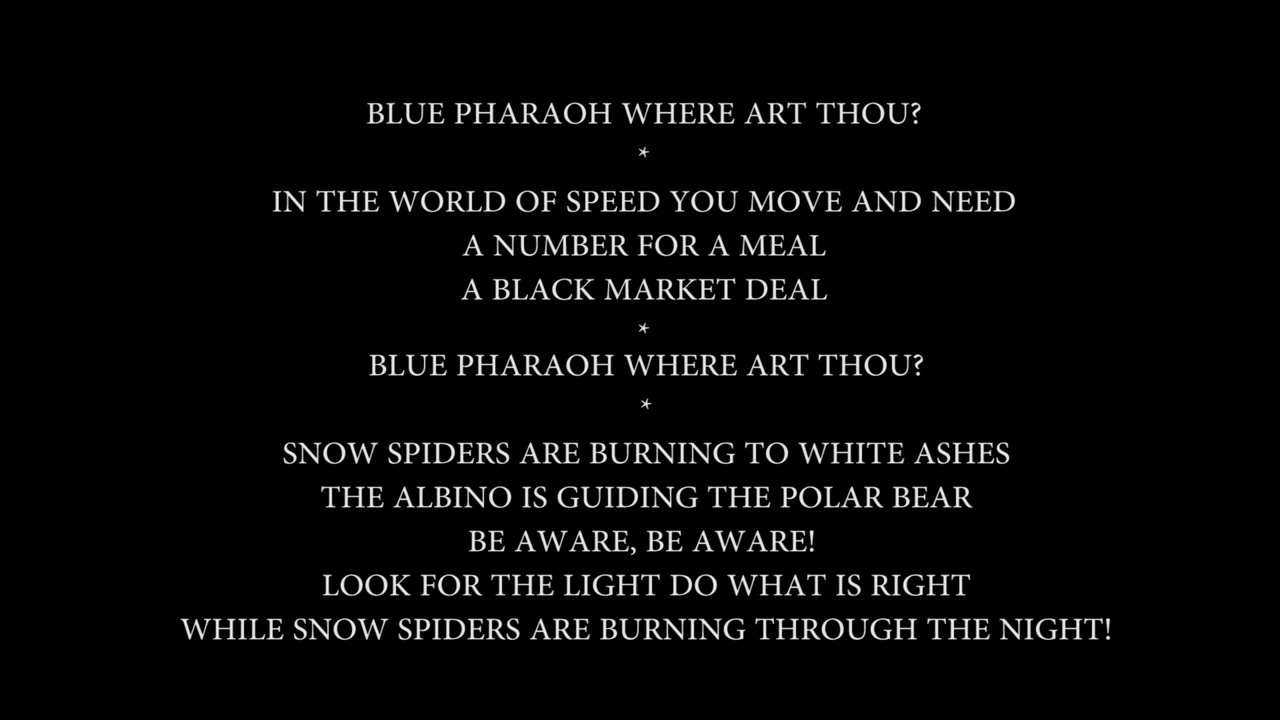 BLUE PHARAOH WHERE ART THOU?
*
IN THE WORLD OF SPEED YOU MOVE AND NEED
A NUMBER FOR A MEAL
A BLACK MARKET DEAL
*
BLUE PHARAOH WHERE ART THOU?
*
SNOW SPIDERS ARE BURNING TO WHITE ASHES
THE ALBINO IS GUIDING THE POLAR BEAR
BE AWARE, BE AWARE!
LOOK FOR THE LIGHT DO WHAT IS RIGHT
WHILE SNOW SPIDERS ARE BURNING THROUGH THE NIGHT!